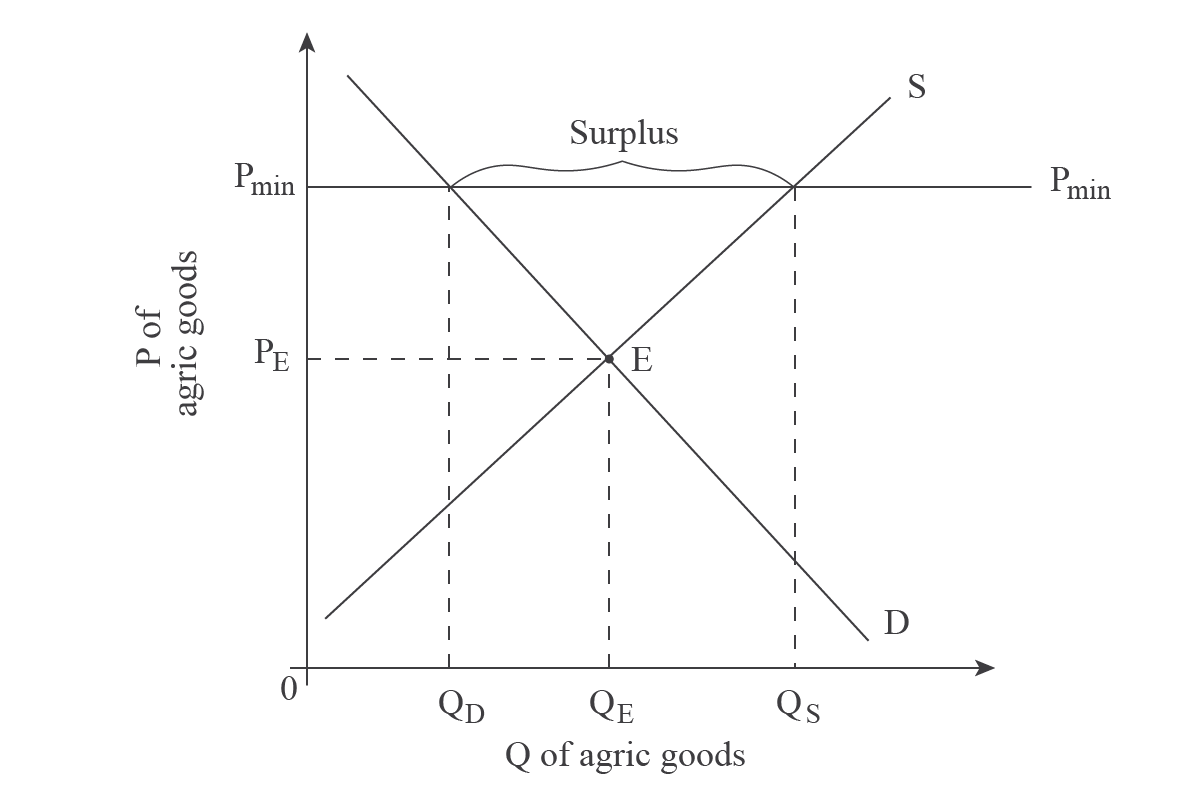 S
Surplus
Pmin
Pmin
P of
agric goods
PE
E
D
0
QD
QE
QS
Q of agric goods